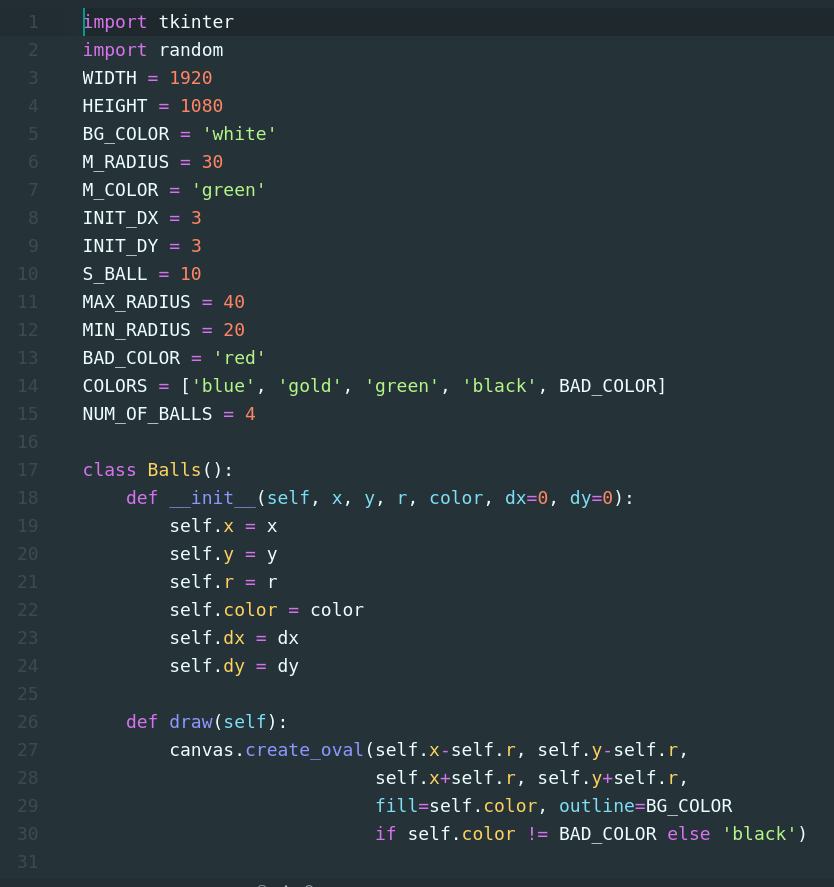 1 import tkinter
2 import random
3 WIDTH = 1920
4 HEIGHT = 1080
5 BG_COLOR = 'white'
6 M_RADIUS = 30
7 M_COLOR = 'green'
8 INIT_DX = 3
9 INIT_DY = 3
10 S_BALL = 10
11 MAX_RADIUS = 40
12 MIN_RADIUS = 20
13 BAD_COLOR = 'red'
14 COLORS = ['blue', 'gold', 'green', 'black', BAD_COLOR]
15 NUM_OF_BALLS = 4
16
17 class Balls():
18     def __init__(self, x, y, r, color, dx=0, dy=0):
19         self.x = x
20         self.y = y
21         self.r = r
22         self.color = color
23         self.dx = dx
24         self.dy = dy
25
26     def draw(self):
27         canvas.create_oval(self.x-self.r, self.y-self.r,
28                            self.x+self.r, self.y+self.r,
29                            fill=self.color, outline=BG_COLOR
30                            if self.color != BAD_COLOR else 'black')
31